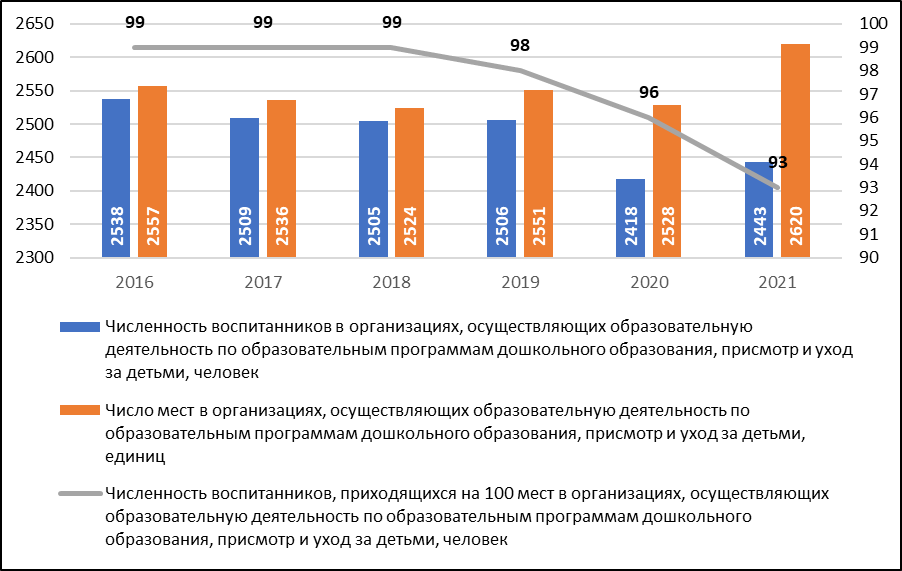 2650 99 99 99 100
2600 98 99
2550 96 98
2500 97
2450 93 96
2400 95
2350 94
2300 93
92
91
90
2538 2557 2509 2536 2505 2524 2506 2551 2418 2528 2443 2620
2016 2017 2018 2019 2020 2021
Численность воспитанников в организациях, осуществляющих образовательную
деятельность по образовательным программам дошкольного образования, присмотр и уход
за детьми, человек
Число мест в организациях, осуществляющих образовательную деятельность по
образовательным программам дошкольного образования, присмотр и уход за детьми,
единиц
Численность воспитанников, приходящихся на 100 мест в организациях, осуществляющих
образовательную деятельность по образовательным программам дошкольного
образования, присмотр и уход за детьми, человек